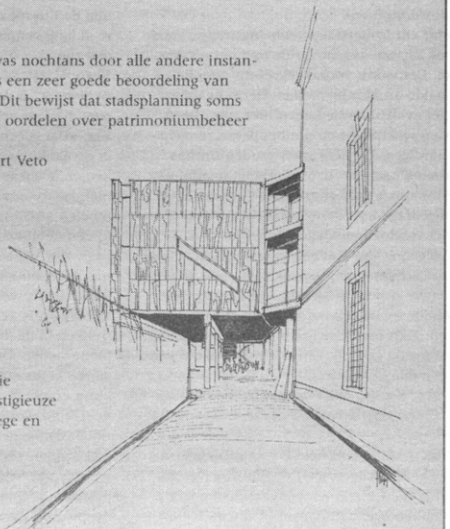 was nochtans door alle andere instan-
s een zeer goede beoordeling van
Dit bewijst dat stadsplanning soms
oordelen over patrimoniumbeheer
rt Veto
ie
stigieuze
ege en